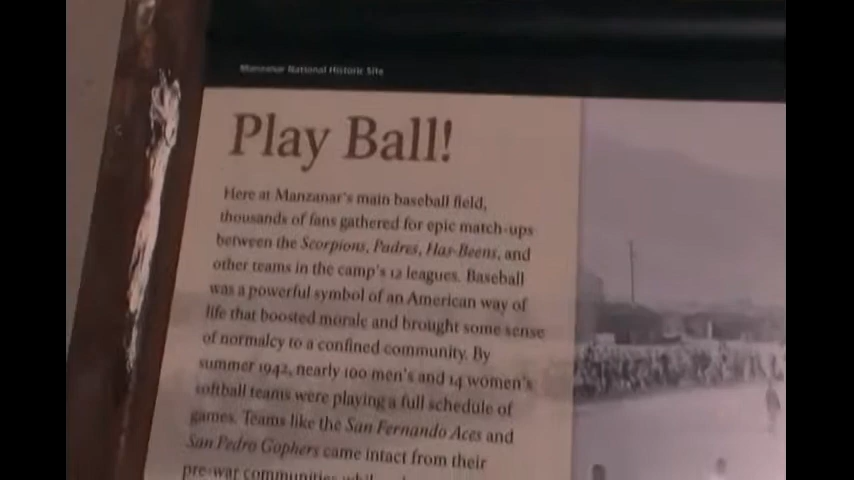 Manzanar National Historic Site
Play Ball!
Here at Manzanar's main baseball field,
thousands of fans gathered for epic match-ups
between the Scorpions, Padres, Has-Beens, and
other teams in the camp's 12 leagues. Baseball
was a powerful symbol of an American way of
life that boosted morale and brought some sense
of normalcy to a confined community. By
summer 1942, nearly 100 men's and 14 women's
softball teams were playing a full schedule of
games. Teams like the San Fernando Aces and
San Pedro Gophers came intact from their
pre-war communities